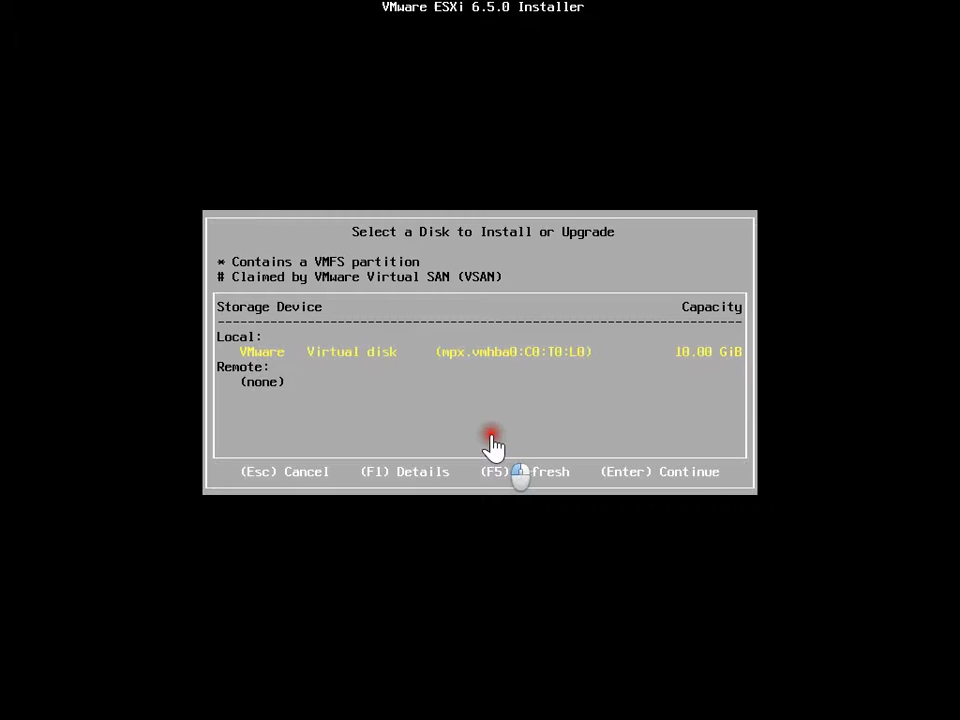 VMware ESXi 6.5.0 Installer
Select a Disk to Install or Upgrade
* Contains a VMFS partition
# Claimed by VMware Virtual SAN (VSAN)
Storage Device Capacity
Local:
VMware Virtual disk (mpx.vmhba0:C0:T0:L0) 10.00 GiB
Remote:
(none)
(Esc) Cancel (F1) Details (F5) fresh (Enter) Continue